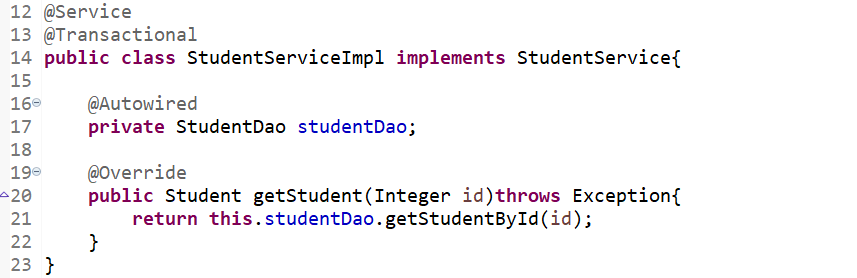 12 @Service
13 @Transactional
14 public class StudentServiceImpl implements StudentService{
15
16 @Autowired
17 private StudentDao studentDao;
18
19 @Override
20 public Student getStudent(Integer id)throws Exception{
21 return this.studentDao.getStudentById(id);
22 }
23 }